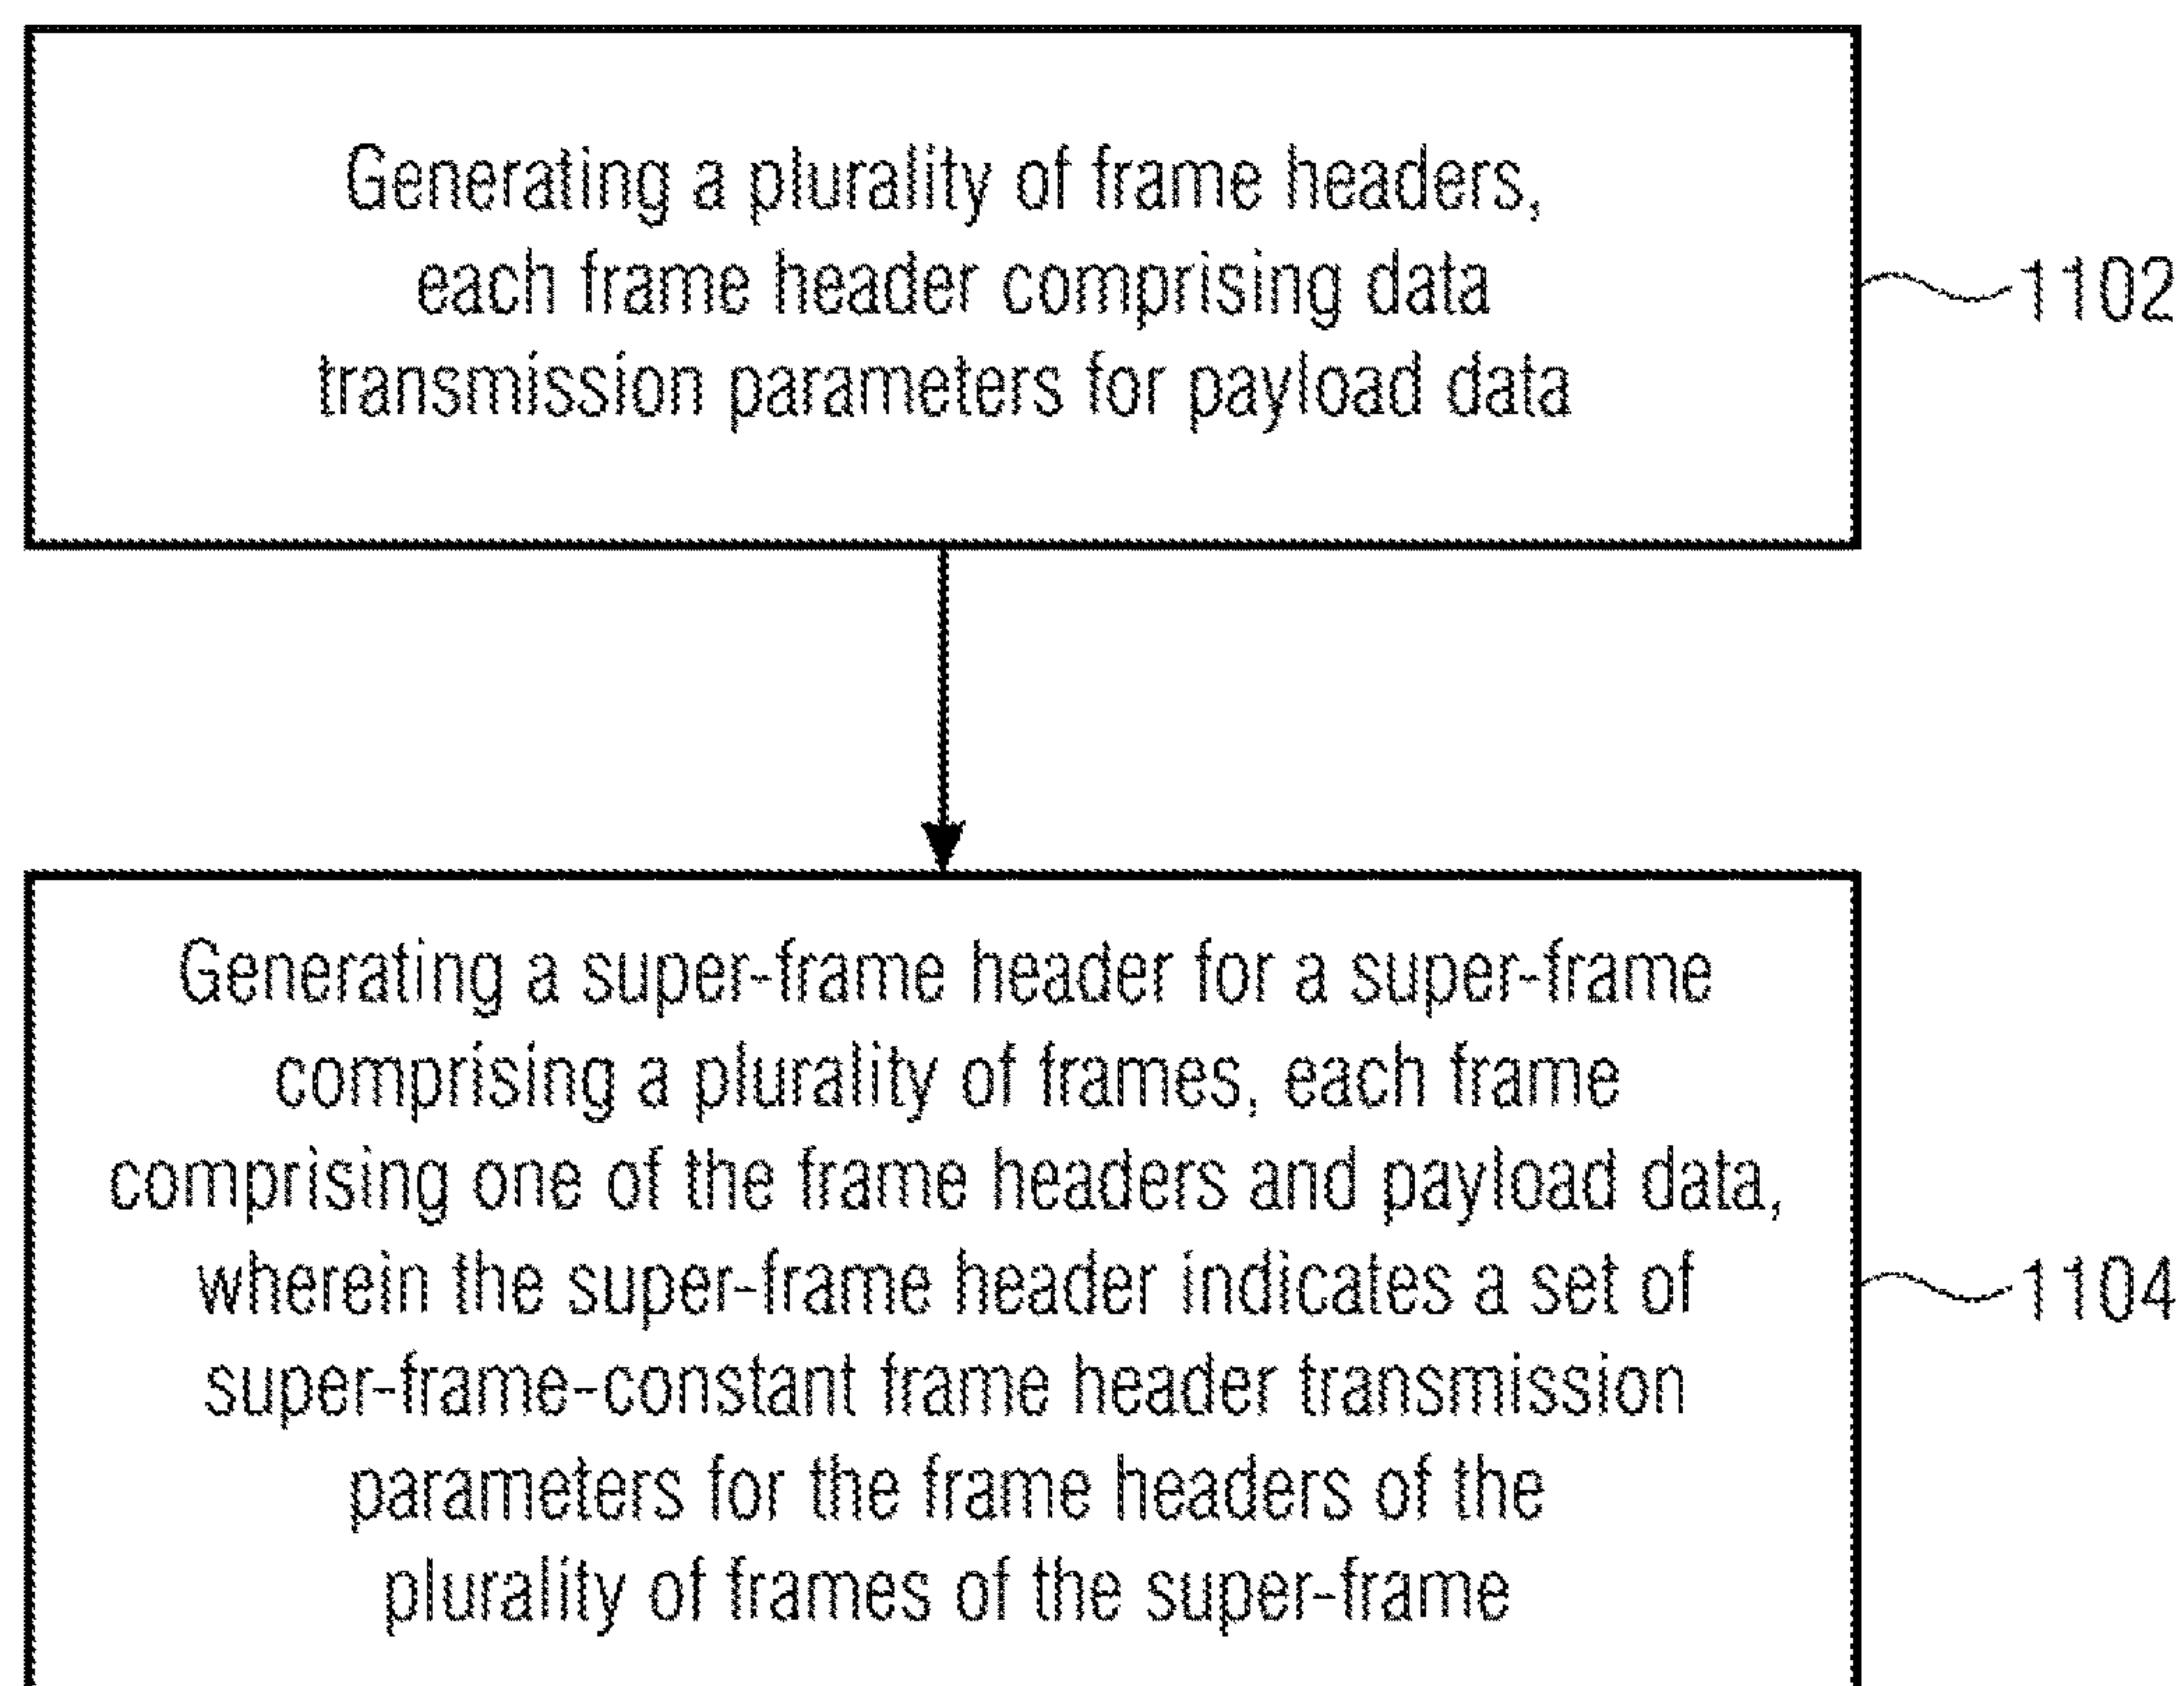 Generating a plurality of frame headers,
each frame header comprising data
transmission parameters for payload data
1102
Generating a super-frame header for a super-frame
comprising a plurality of frames, each frame
comprising one of the frame headers and payload data,
wherein the super-frame header indicates a set of
super-frame-constant frame header transmission
parameters for the frame headers of the
plurality of frames of the super-frame
1104